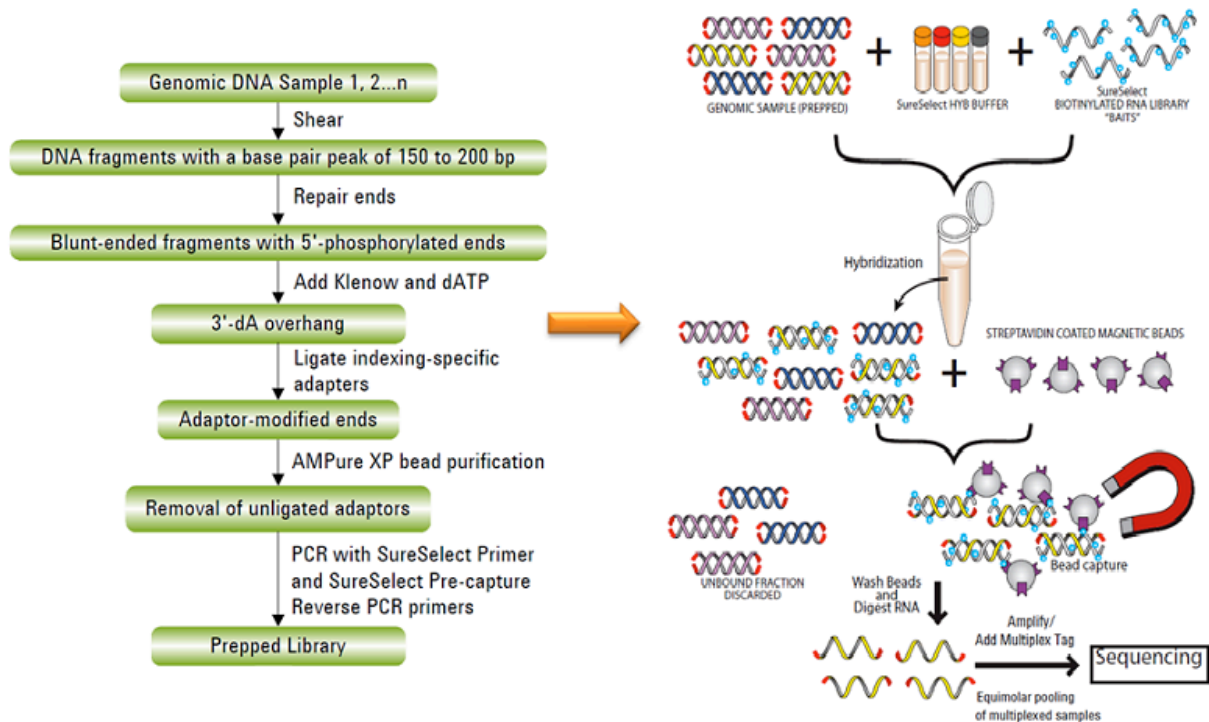 Genomic DNA Sample 1, 2...n
Shear
DNA fragments with a base pair peak of 150 to 200 bp
Repair ends
Blunt-ended fragments with 5'-phosphorylated ends
Add Klenow and dATP
3'-dA overhang
Ligate indexing-specific
adapters
Adaptor-modified ends
AMPure XP bead purification
Removal of unligated adaptors
PCR with SureSelect Primer
and SureSelect Pre-capture
Reverse PCR primers
Prepped Library
GENOMIC SAMPLE (PREPPED)
+
SureSelect HYB BUFFER
+
SureSelect
BIOTINYLATED RNA LIBRARY
"BAITS"
Hybridization
STREPTAVIDIN COATED MAGNETIC BEADS
+
UNBOUND FRACTION
DISCARDED
Bead capture
Wash Beads
and
Digest RNA
Amplify/
Add Multiplex Tag
Equimolar pooling
of multiplexed samples
Sequencing